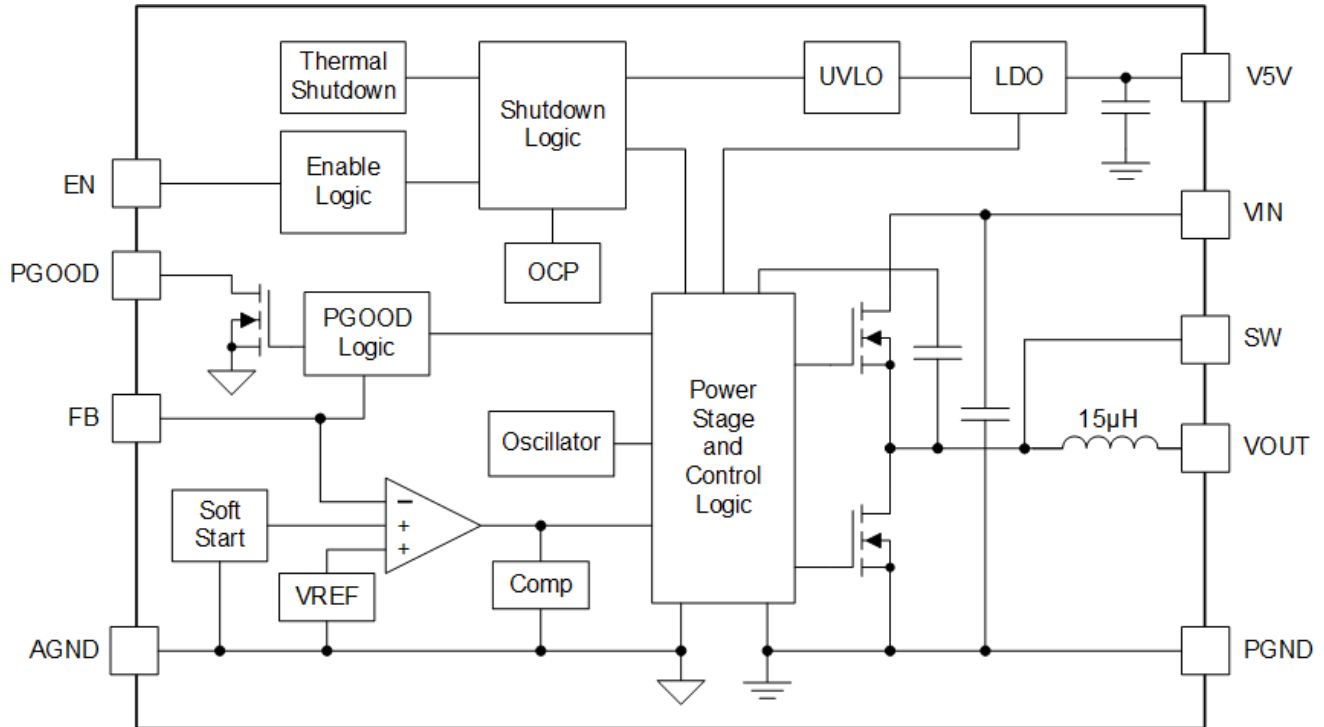 Thermal
Shutdown
Shutdown
Logic
UVLO
LDO
V5V
EN
Enable
Logic
VIN
PGOOD
OCP
PGOOD
Logic
SW
Power
Stage
and
Control
Logic
FB
Oscillator
15µH
VOUT
Soft
Start
−
+
+
VREF
Comp
AGND
PGND